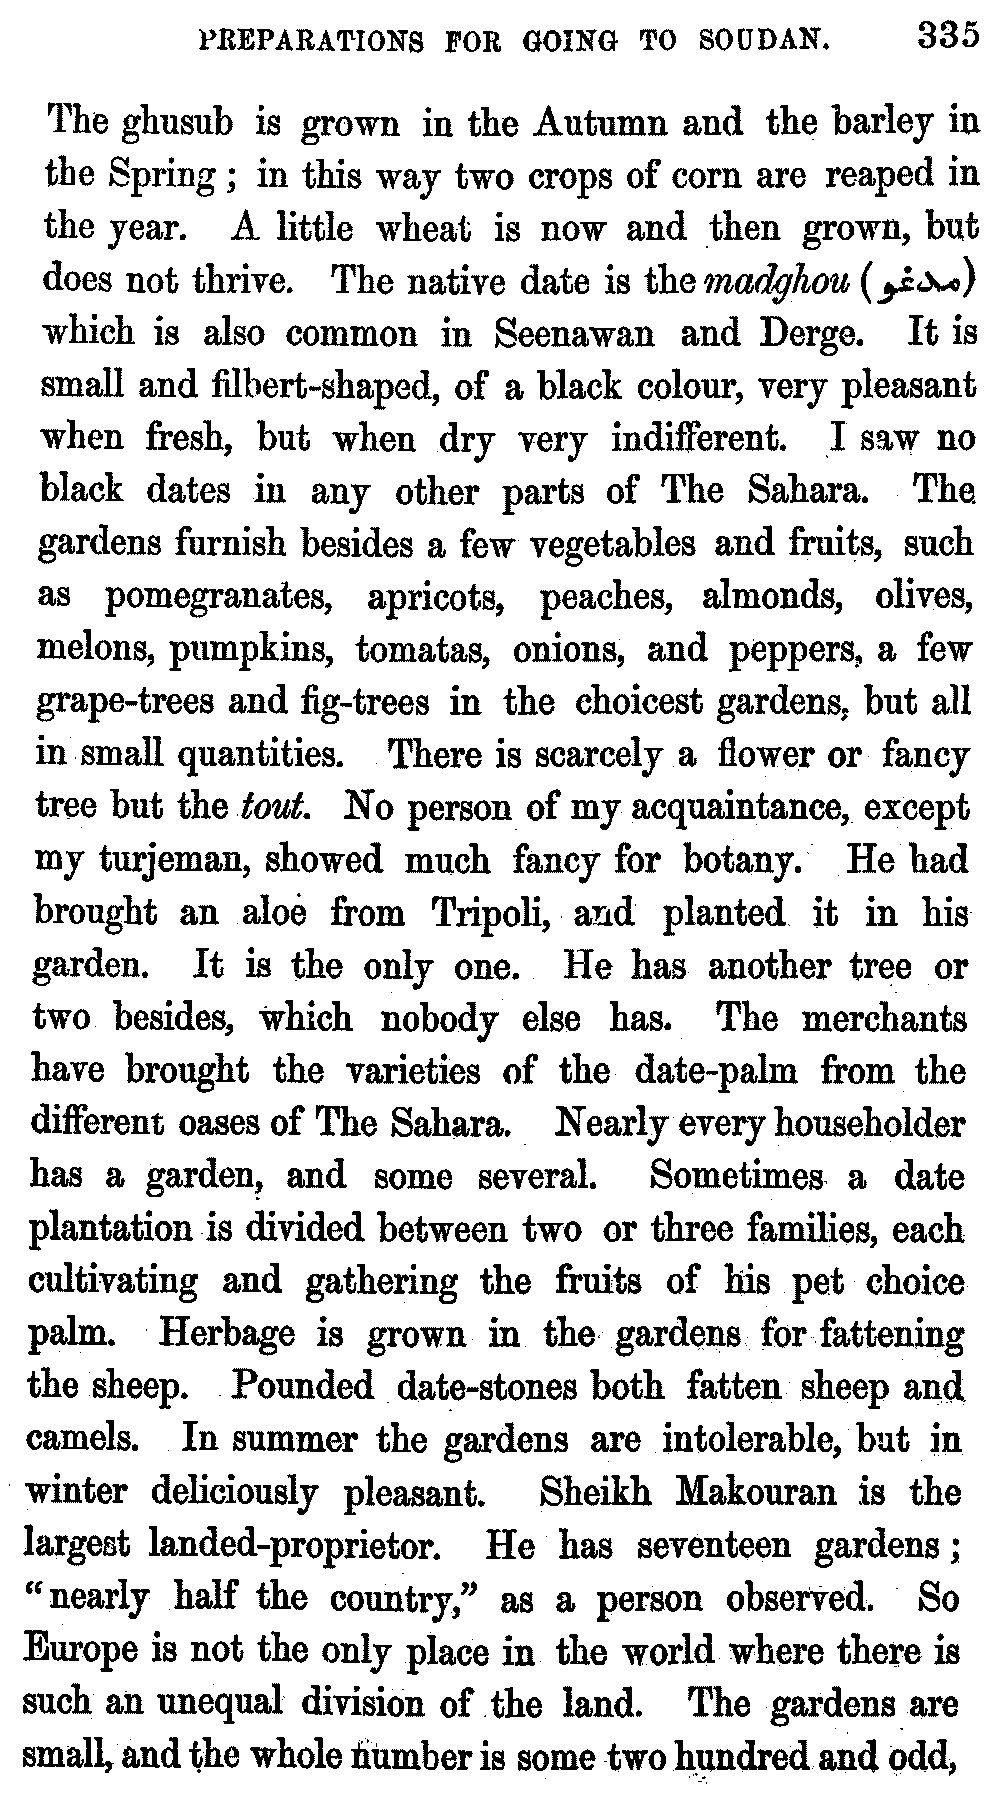 PREPARATIONS FOR GOING TO SOUDAN. 335
The ghusub is grown in the Autumn and the barley in
the Spring; in this way two crops of corn are reaped in
the year. A little wheat is now and then grown, but
does not thrive. The native date is the madghou (مدغو)
which is also common in Seenawan and Derge. It is
small and filbert-shaped, of a black colour, very pleasant
when fresh, but when dry very indifferent. I saw no
black dates in any other parts of The Sahara. The
gardens furnish besides a few vegetables and fruits, such
as pomegranates, apricots, peaches, almonds, olives,
melons, pumpkins, tomatas, onions, and peppers, a few
grape-trees and fig-trees in the choicest gardens, but all
in small quantities. There is scarcely a flower or fancy
tree but the tout. No person of my acquaintance, except
my turjeman, showed much fancy for botany. He had
brought an aloe from Tripoli, and planted it in his
garden. It is the only one. He has another tree or
two besides, which nobody else has. The merchants
have brought the varieties of the date-palm from the
different oases of The Sahara. Nearly every householder
has a garden, and some several. Sometimes a date
plantation is divided between two or three families, each
cultivating and gathering the fruits of his pet choice
palm. Herbage is grown in the gardens for fattening
the sheep. Pounded date-stones both fatten sheep and
camels. In summer the gardens are intolerable, but in
winter deliciously pleasant. Sheikh Makouran is the
largest landed-proprietor. He has seventeen gardens;
"nearly half the country," as a person observed. So
Europe is not the only place in the world where there is
such an unequal division of the land. The gardens are
small, and the whole number is some two hundred and odd,